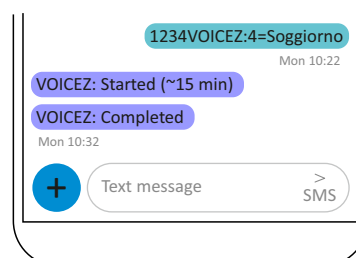 1234VOICEZ:4=Soggiorno
Mon 10:22
VOICEZ: Started (~15 min)
VOICEZ: Completed
Mon 10:32
+
Text message
>
SMS